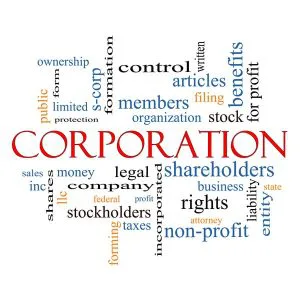 ownership
form
public
limited
protection
s-corp
formation
control
written
articles
filing
members
organization
stock
benefits
for profit
CORPORATION
sales
money
legal
shareholders
inc
company
business
state
shares
llc
federal
profit
incorporated
rights
liability
entity
stockholders
attorney
forming
taxes
non-profit